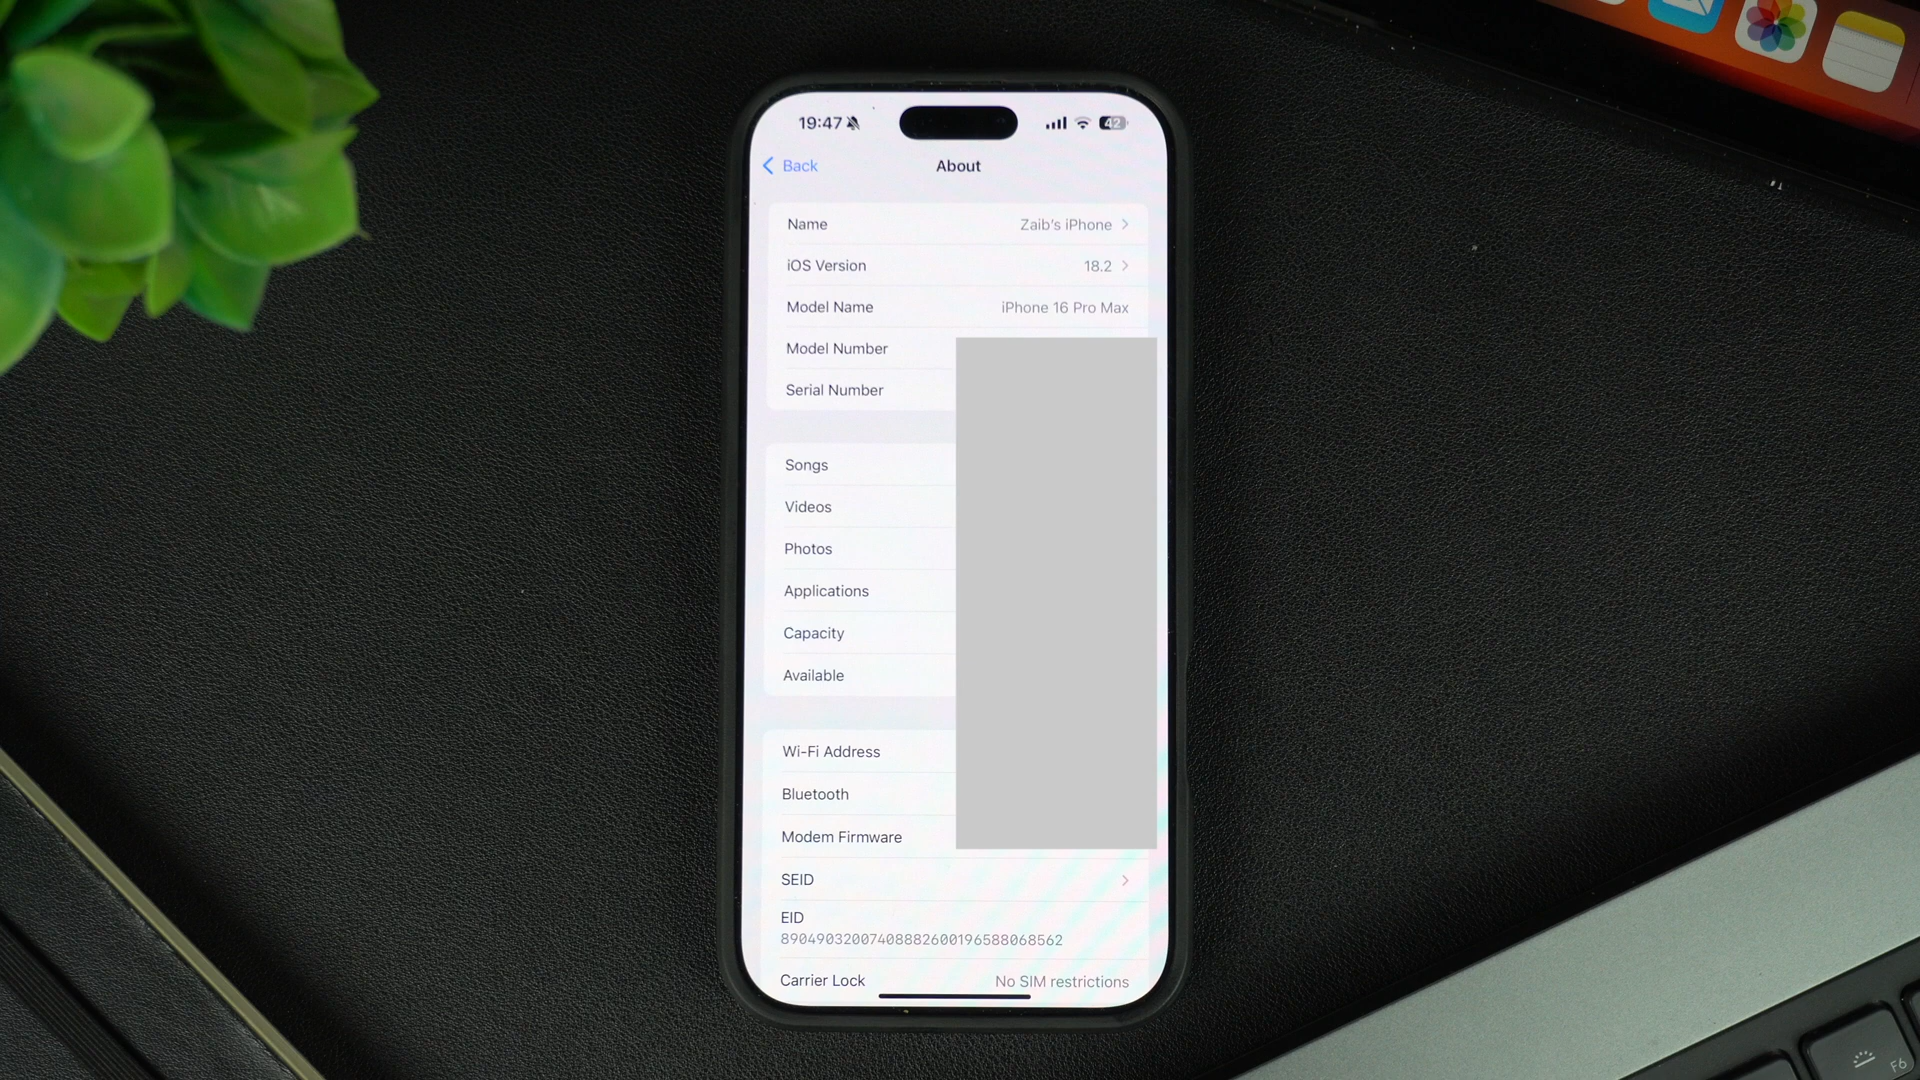 19:47 42
Back About
Name Zaib's iPhone
iOS Version 18.2
Model Name iPhone 16 Pro Max
Model Number
Serial Number
Songs
Videos
Photos
Applications
Capacity
Available
Wi-Fi Address
Bluetooth
Modem Firmware
SEID
EID
89049032007408882600196588068562
Carrier Lock No SIM restrictions
F6